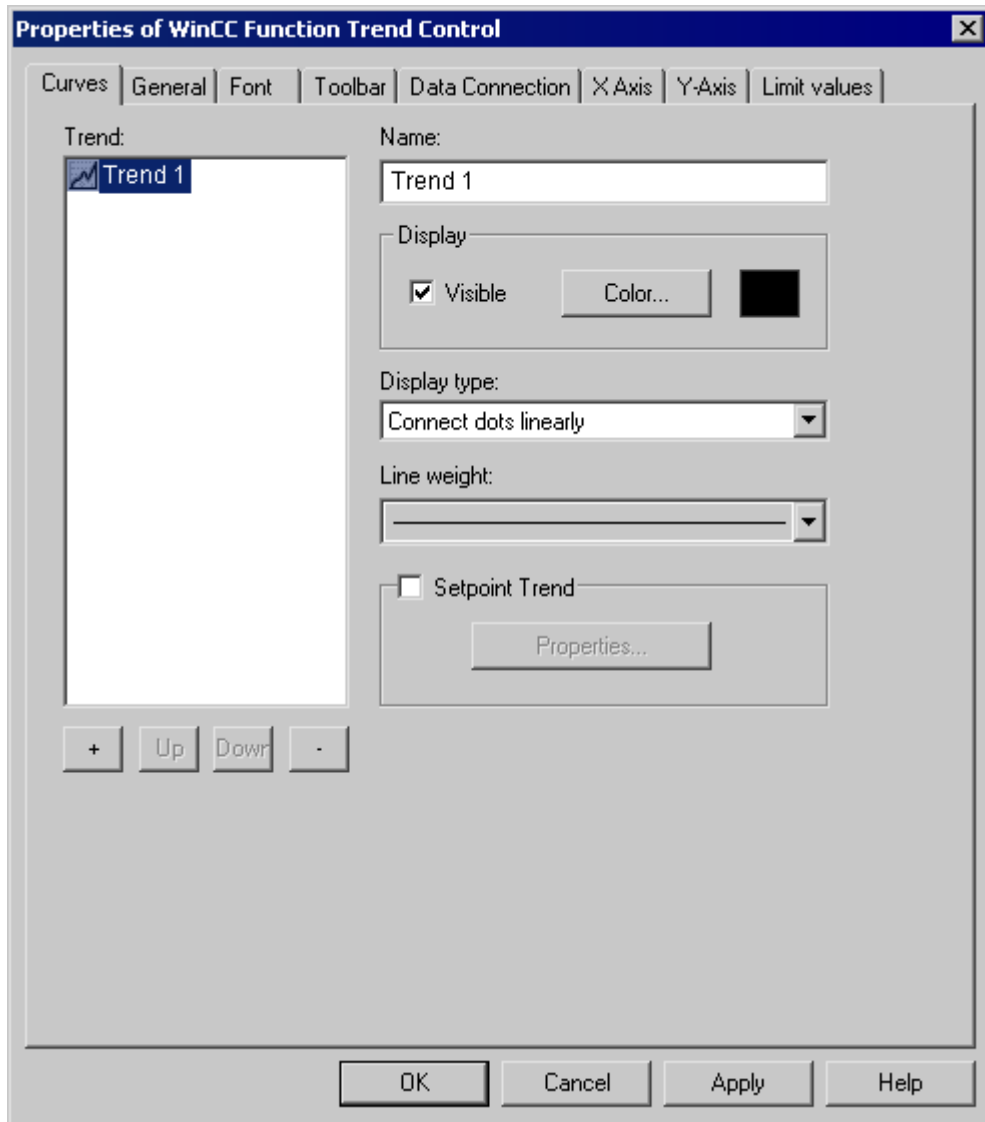 Properties of WinCC Function Trend Control
Curves General Font Toolbar Data Connection X Axis Y-Axis Limit values
Trend:
Trend 1
Name:
Trend 1
Display
Visible Color...
Display type:
Connect dots linearly
Line weight:
Setpoint Trend
Properties...
+ Up Down -
OK Cancel Apply Help